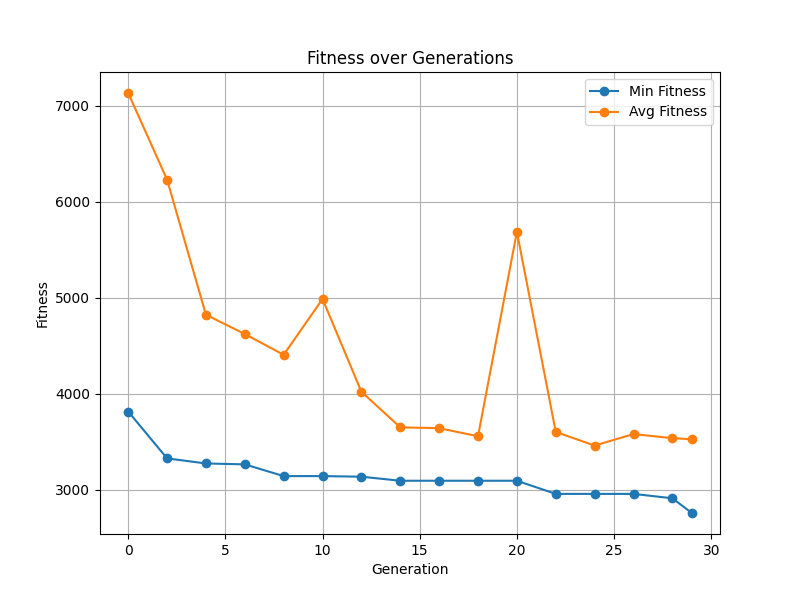 Fitness over Generations
Min Fitness
Avg Fitness
7000
6000
5000
4000
3000
Fitness
0 5 10 15 20 25 30
Generation